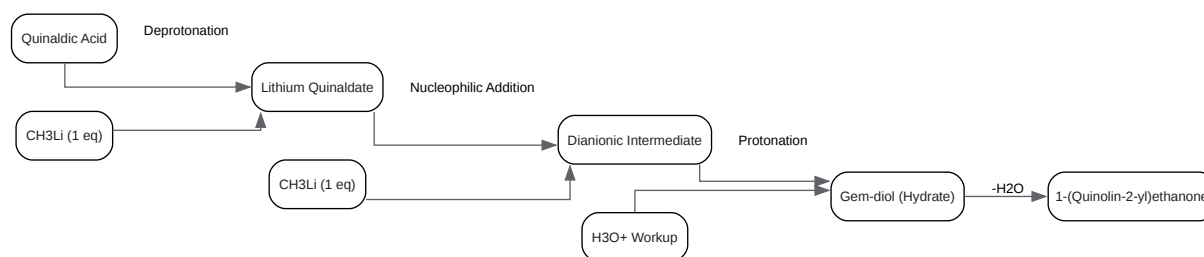 Quinaldic Acid
Deprotonation
CH3Li (1 eq)
Lithium Quinaldate
Nucleophilic Addition
CH3Li (1 eq)
Dianionic Intermediate
Protonation
H3O+ Workup
Gem-diol (Hydrate)
-H2O
1-(Quinolin-2-yl)ethanone